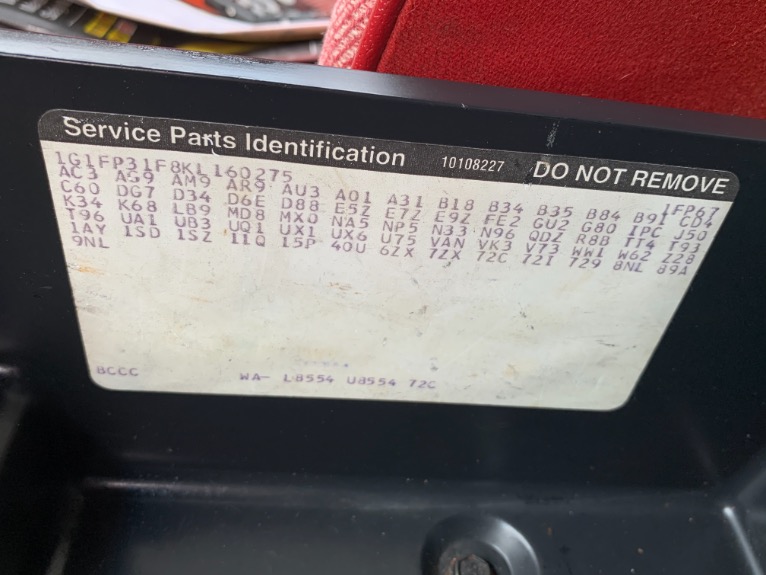 Service Parts Identification 10108227 DO NOT REMOVE
1G1FP31F8KL160275 1FP67
AC3 AG9 AM9 AR9 AU3 A01 A31 B18 B34 B35 B84 B91 CD4
C60 DG7 D34 D6E D88 E5Z E7Z E9Z FE2 GU2 G80 IPC J50
K34 K68 LB9 MD8 MX0 NA5 NP5 N33 N96 QDZ R8B TT4 T93
T96 UA1 UB3 UQ1 UX1 UX6 U75 VAN VK3 V73 WW1 W62 Z28
1AY 1SD 1SZ 11Q 15P 40U 6ZX 7ZX 72C 72I 729 8NL 89A
9NL
BCCC WA- L8554 U8554 72C